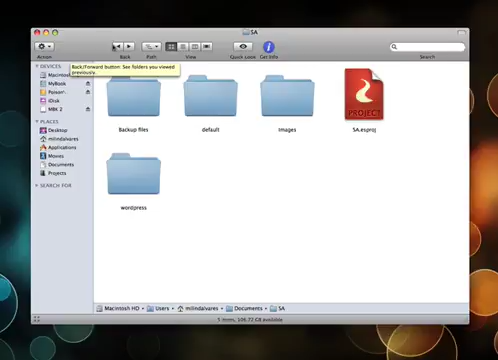 SA
Action
Back
Path
View
Quick Look
Get Info
Search
Back/Forward button: See folders you viewed
previously.
DEVICES
Macintosh
MyBook
iDisk
MBK 2
PLACES
Desktop
milindalvares
Applications
Movies
Documents
Projects
SEARCH FOR
Backup files
default
Images
PROJECT
SA.esproj
wordpress
Macintosh HD
Users
milindalvares
Documents
SA
5 items, 106.72 GB available